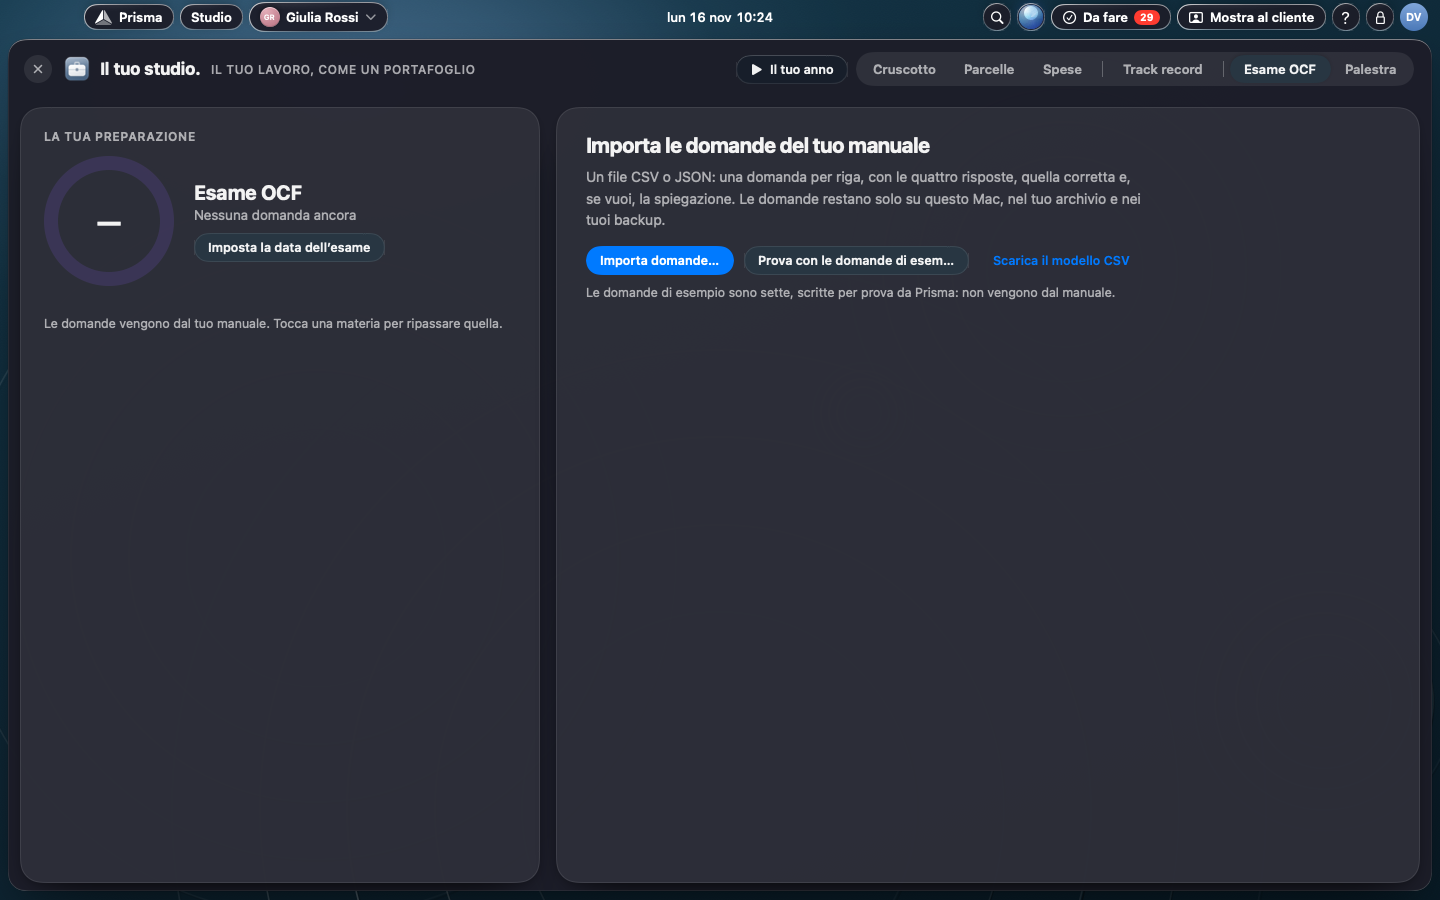 Prisma
Studio
GR Giulia Rossi
lun 16 nov 10:24
Da fare 29
Mostra al cliente
?
DV
Il tuo studio. IL TUO LAVORO, COME UN PORTAFOGLIO
Il tuo anno
Cruscotto
Parcelle
Spese
Track record
Esame OCF
Palestra
LA TUA PREPARAZIONE
–
Esame OCF
Nessuna domanda ancora
Imposta la data dell’esame
Le domande vengono dal tuo manuale. Tocca una materia per ripassare quella.
Importa le domande del tuo manuale
Un file CSV o JSON: una domanda per riga, con le quattro risposte, quella corretta e,
se vuoi, la spiegazione. Le domande restano solo su questo Mac, nel tuo archivio e nei
tuoi backup.
Importa domande...
Prova con le domande di esem...
Scarica il modello CSV
Le domande di esempio sono sette, scritte per prova da Prisma: non vengono dal manuale.